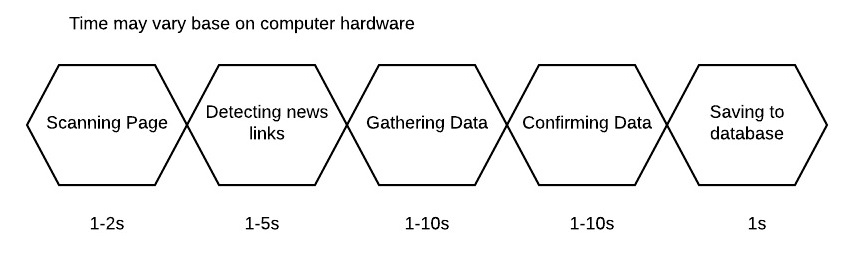 Time may vary base on computer hardware
Scanning Page
Detecting news
links
Gathering Data
Confirming Data
Saving to
database
1-2s
1-5s
1-10s
1-10s
1s